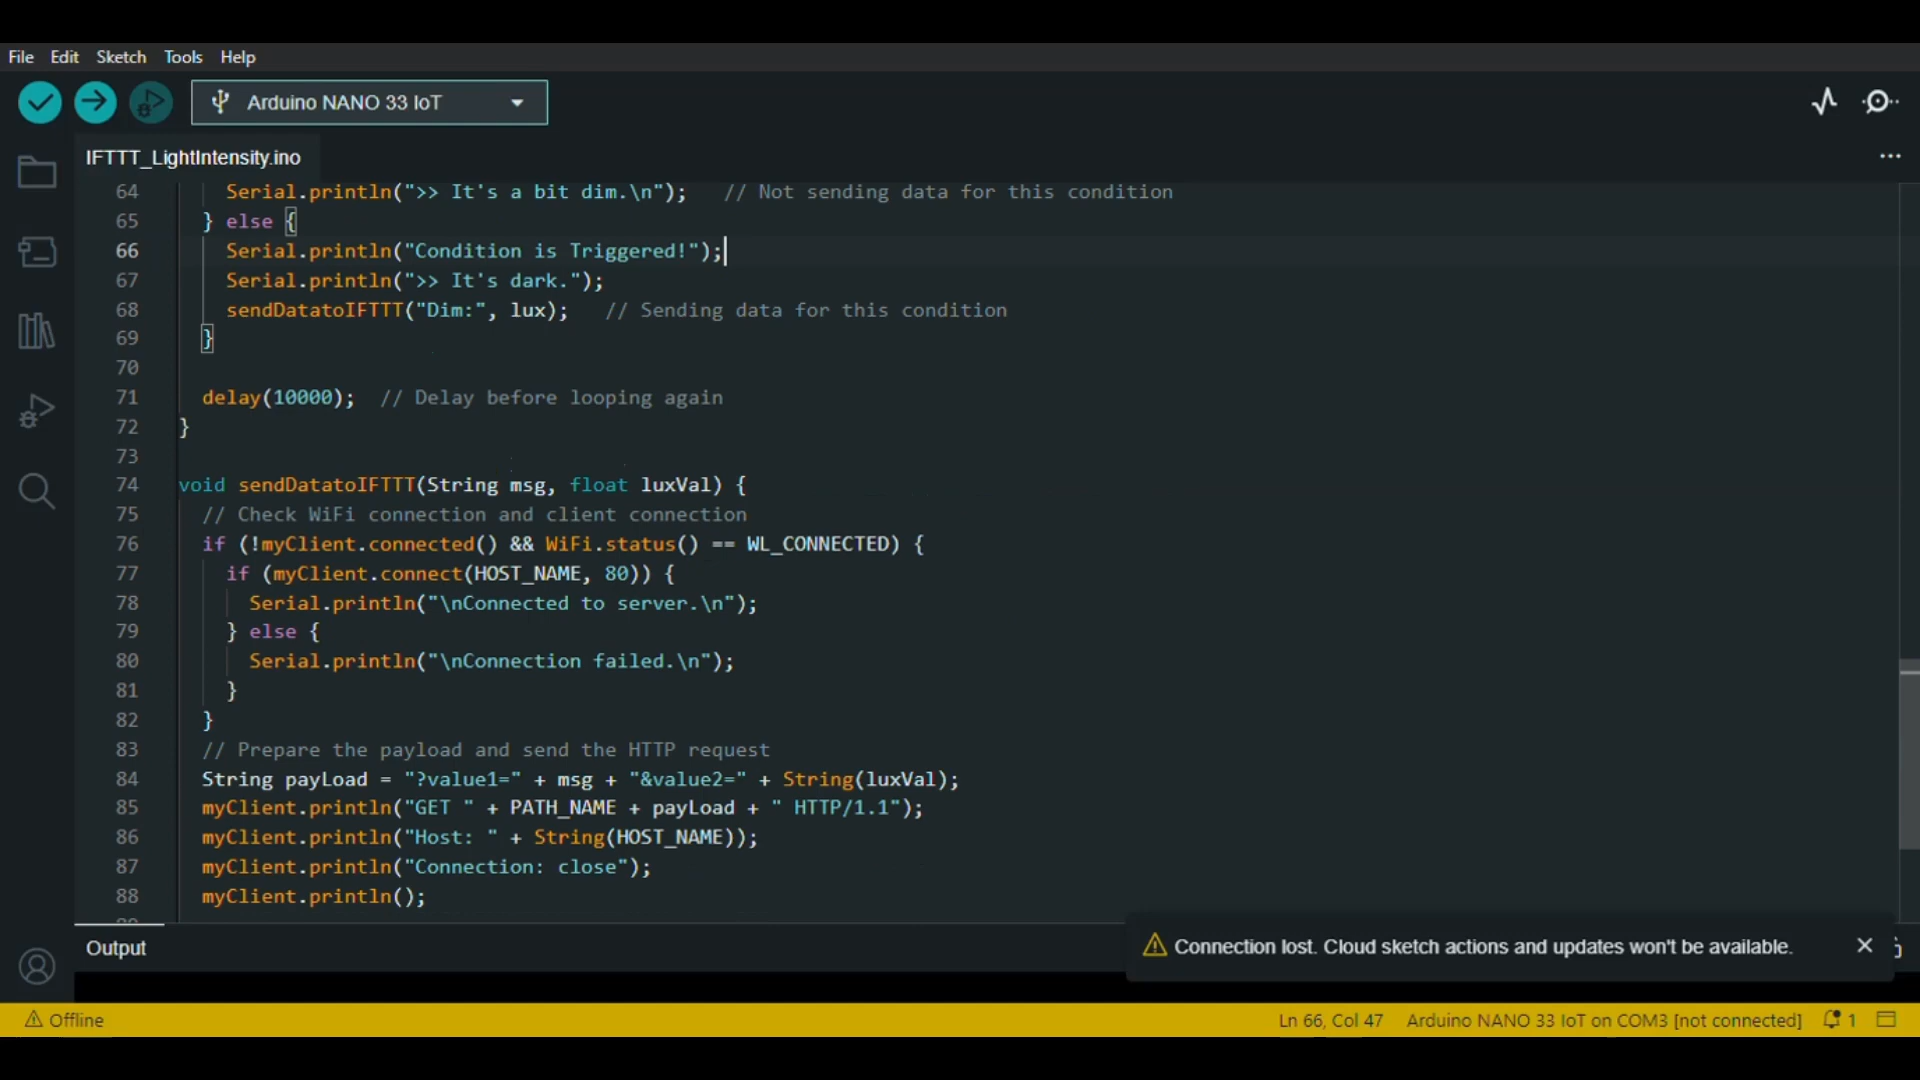 File Edit Sketch Tools Help
Arduino NANO 33 IoT
IFTTT_LightIntensity.ino
64 Serial.println(">> It's a bit dim.\n"); // Not sending data for this condition
65 } else {
66 Serial.println("Condition is Triggered!");
67 Serial.println(">> It's dark.");
68 sendDatatoIFTTT("Dim:", lux); // Sending data for this condition
69 }
70
71 delay(10000); // Delay before looping again
72 }
73
74 void sendDatatoIFTTT(String msg, float luxVal) {
75 // Check WiFi connection and client connection
76 if (!myClient.connected() && WiFi.status() == WL_CONNECTED) {
77 if (myClient.connect(HOST_NAME, 80)) {
78 Serial.println("\nConnected to server.\n");
79 } else {
80 Serial.println("\nConnection failed.\n");
81 }
82 }
83 // Prepare the payload and send the HTTP request
84 String payLoad = "?value1=" + msg + "&value2=" + String(luxVal);
85 myClient.println("GET " + PATH_NAME + payLoad + " HTTP/1.1");
86 myClient.println("Host: " + String(HOST_NAME));
87 myClient.println("Connection: close");
88 myClient.println();
Output
Connection lost. Cloud sketch actions and updates won't be available.
Offline
Ln 66, Col 47 Arduino NANO 33 IoT on COM3 [not connected] 1